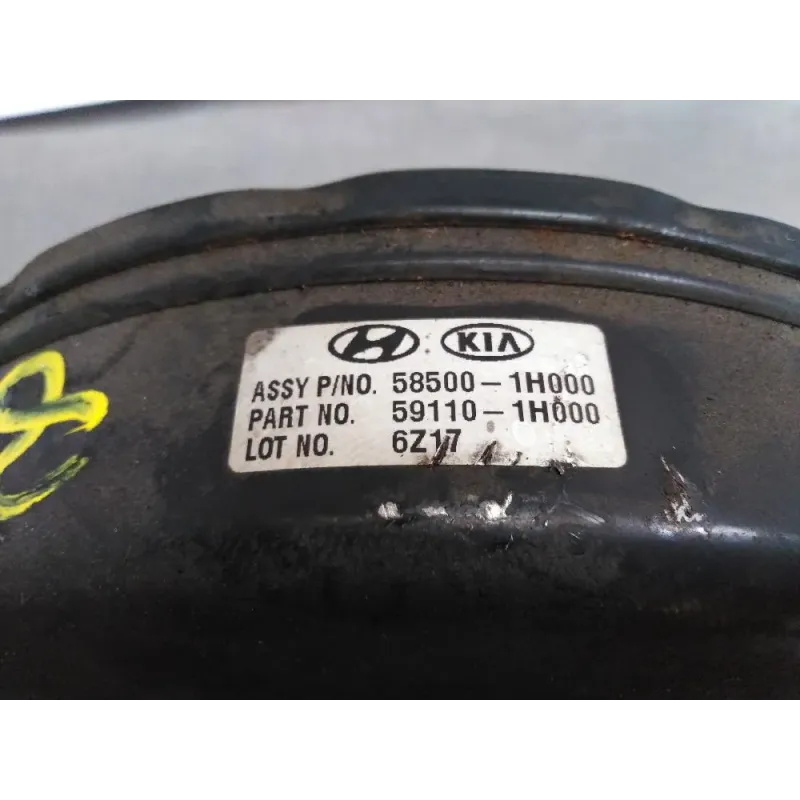 KIA
ASSY P/NO. 58500-1H000
PART NO. 59110-1H000
LOT NO. 6Z17